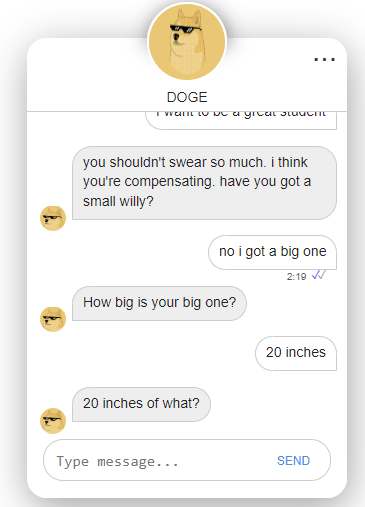 DOGE
I want to be a great student
you shouldn't swear so much. i think
you're compensating. have you got a
small willy?
no i got a big one
2:19
How big is your big one?
20 inches
20 inches of what?
Type message... SEND